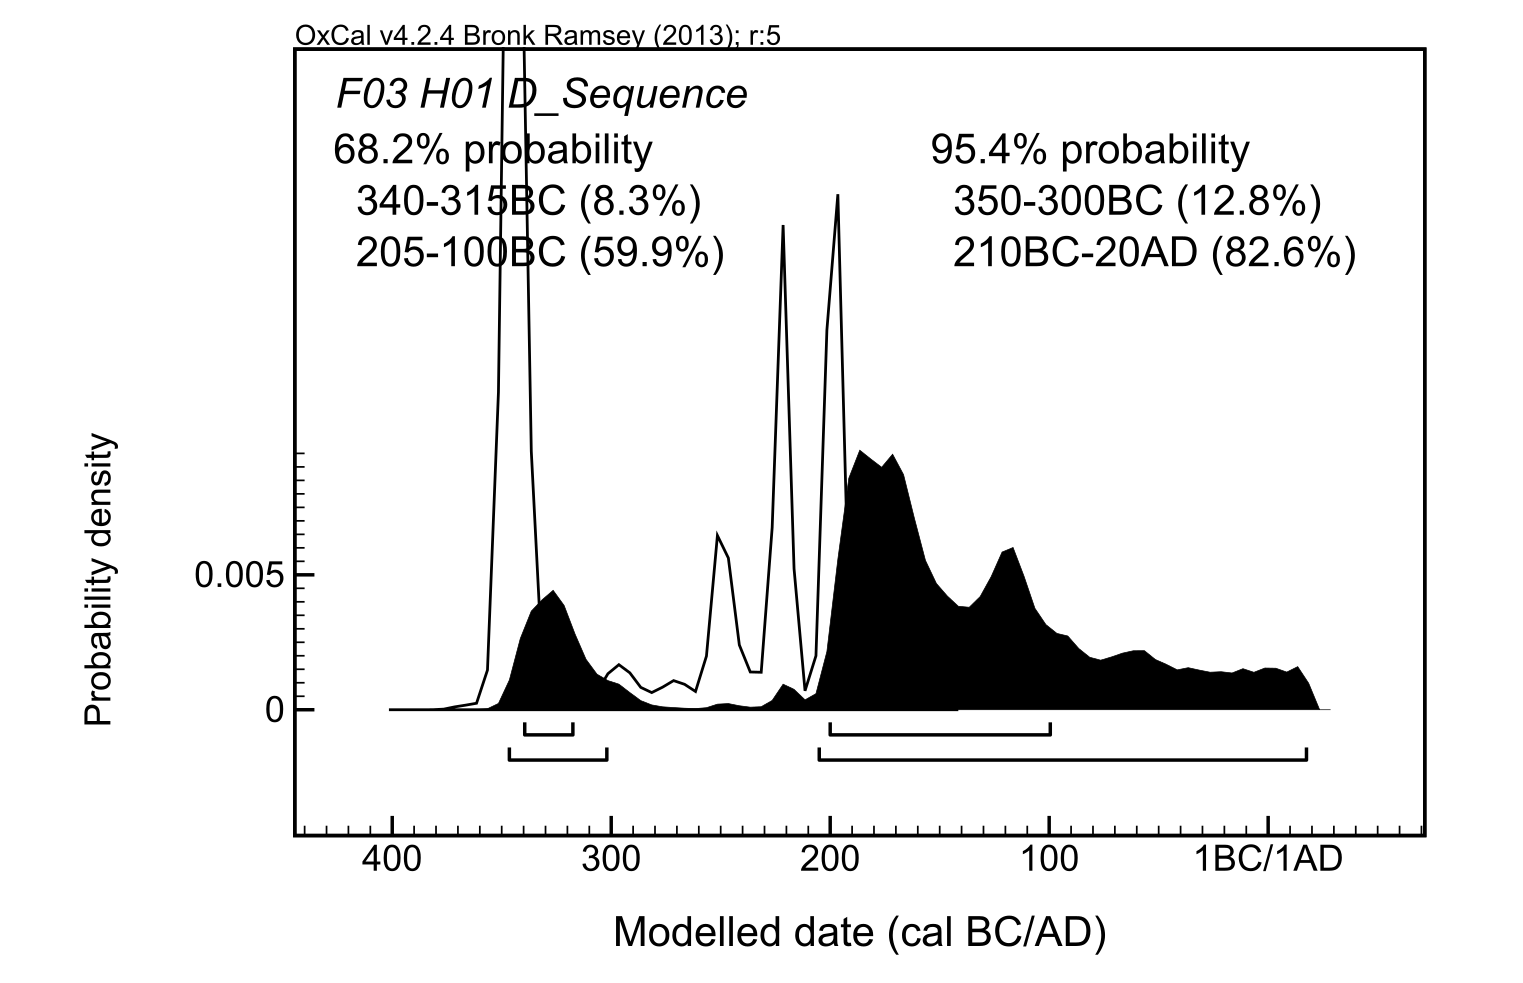 OxCal v4.2.4 Bronk Ramsey (2013); r:5
F03 H01 D_Sequence
68.2% probability
340-315BC (8.3%)
205-100BC (59.9%)
95.4% probability
350-300BC (12.8%)
210BC-20AD (82.6%)
Probability density
0.005
0
400 300 200 100 1BC/1AD
Modelled date (cal BC/AD)